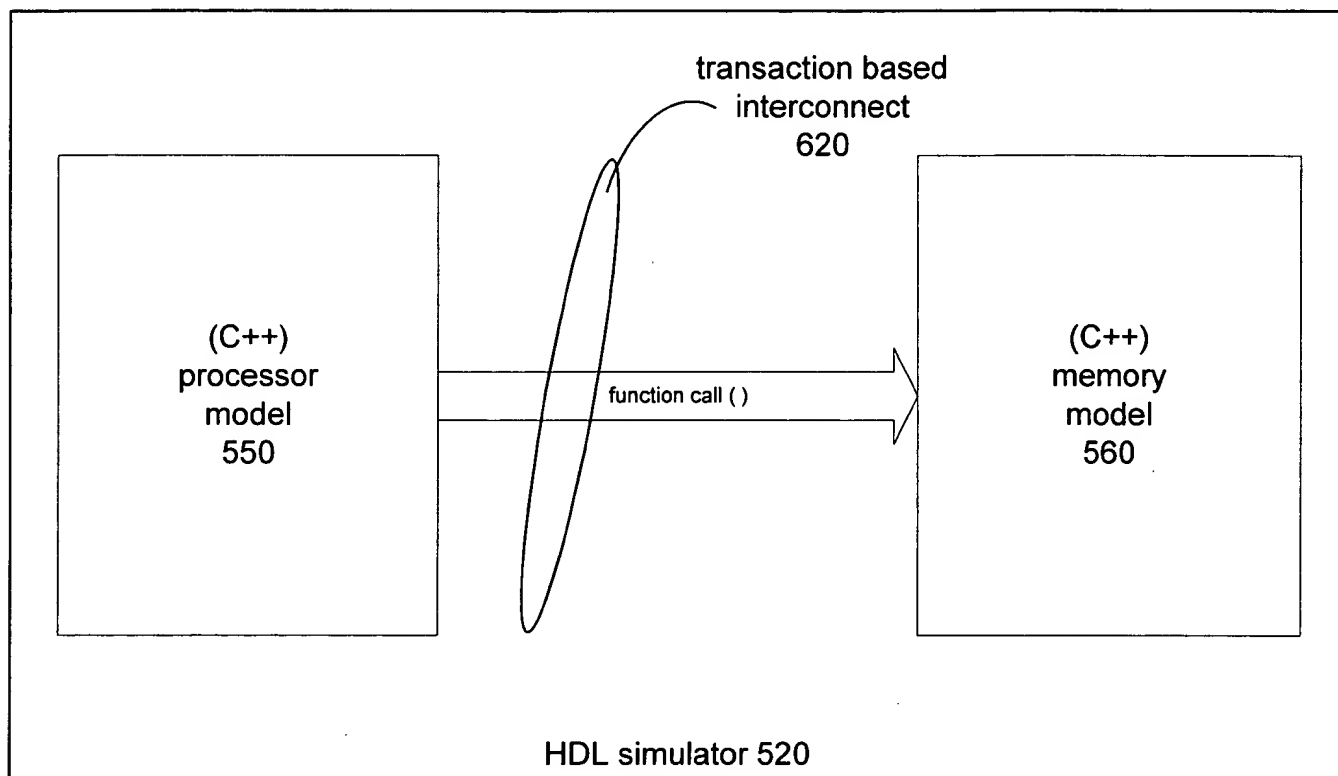 transaction based
interconnect
620
(C++)
processor
model
550
function call ( )
(C++)
memory
model
560
HDL simulator 520